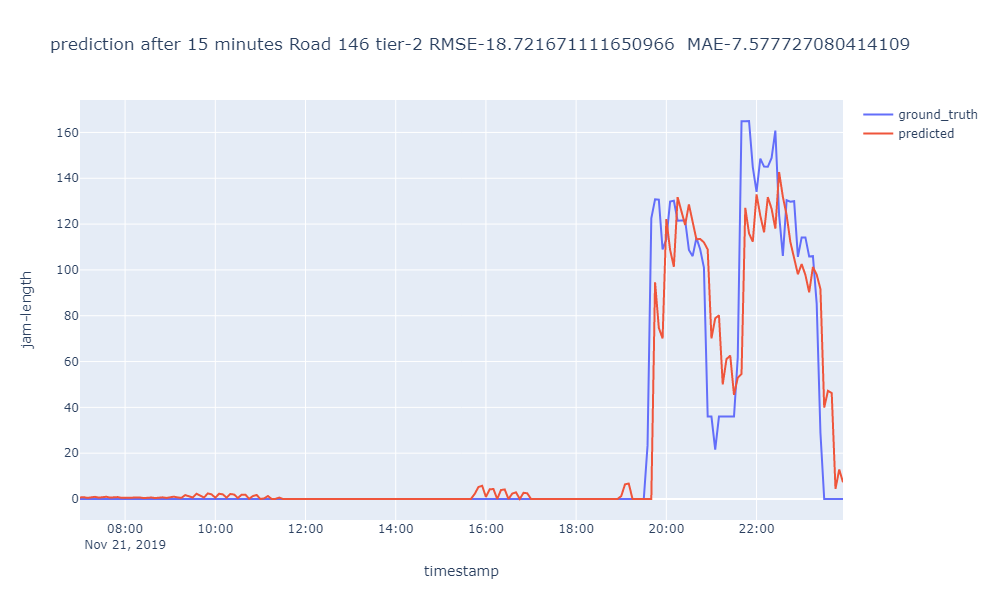 prediction after 15 minutes Road 146 tier-2 RMSE-18.721671111650966  MAE-7.577727080414109
ground_truth
predicted
160
140
120
100
80
60
40
20
0
jam-length
08:00 10:00 12:00 14:00 16:00 18:00 20:00 22:00
Nov 21, 2019
timestamp